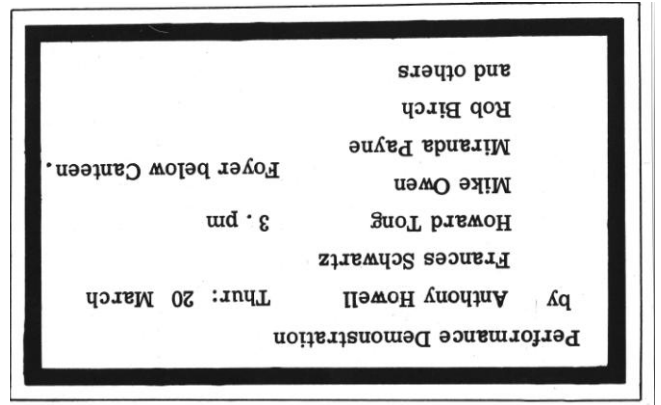 Performance Demonstration
by Anthony Howell Thur: 20 March
Frances Schwartz
Howard Tong 3. pm
Mike Owen
Foyer below Canteen.
Miranda Payne
Rob Birch
and others